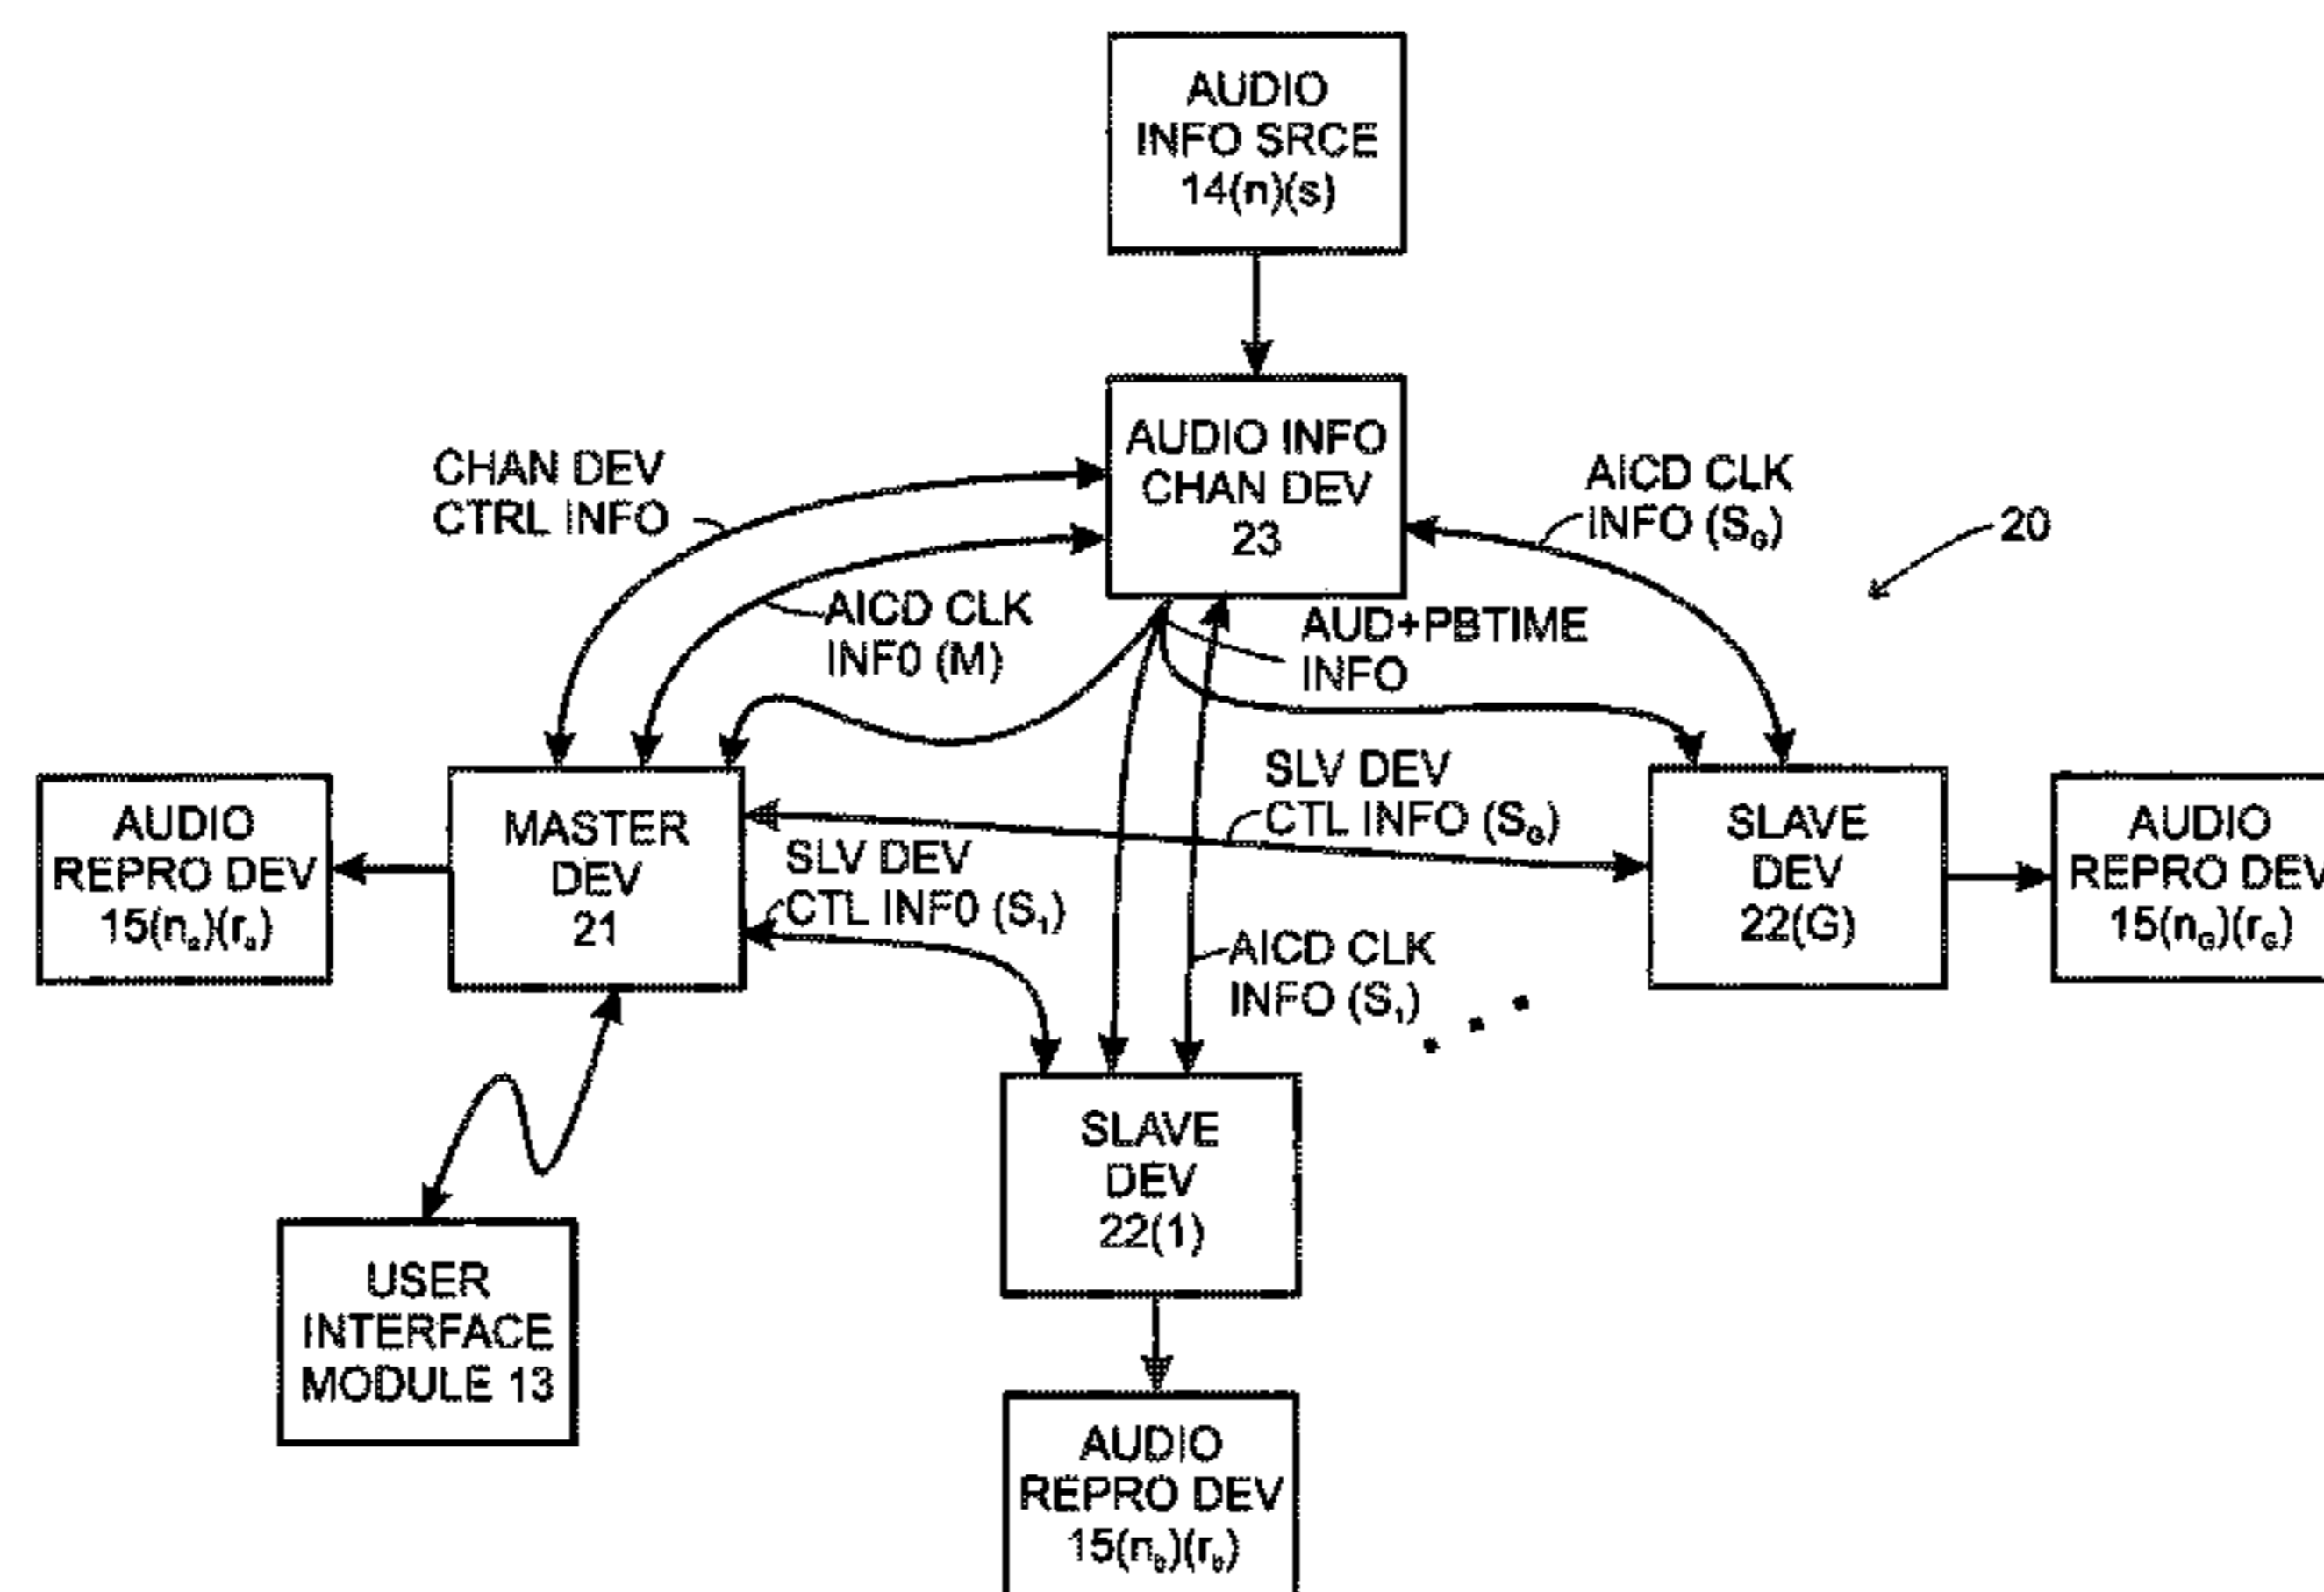 AUDIO
INFO SRCE
14(n)(s)
AUDIO INFO
CHAN DEV
23
CHAN DEV
CTRL INFO
AICD CLK
INFO (S_G)
20
AICD CLK
INF0 (M)
AUD+PBTIME
INFO
AUDIO
REPRO DEV
15(n_a)(r_a)
MASTER
DEV
21
SLV DEV
CTL INFO (S_G)
SLV DEV
CTL INF0 (S_1)
SLAVE
DEV
22(G)
AUDIO
REPRO DEV
15(n_G)(r_G)
AICD CLK
INFO (S_1)
SLAVE
DEV
22(1)
USER
INTERFACE
MODULE 13
AUDIO
REPRO DEV
15(n_b)(r_b)